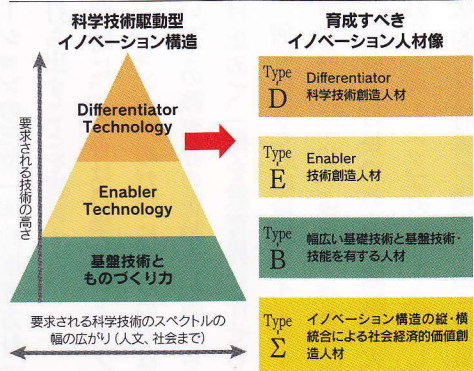 科学技術駆動型
イノベーション構造
Differentiator
Technology
Enabler
Technology
基盤技術と
ものづくり力
要求される技術の高さ
要求される科学技術のスペクトルの
幅の広がり(人文、社会まで)
育成すべき
イノベーション人材像
Type
D
Differentiator
科学技術創造人材
Type
E
Enabler
技術創造人材
Type
B
幅広い基礎技術と基盤技術・
技能を有する人材
Type
Σ
イノベーション構造の縦・横
統合による社会経済的価値創
造人材